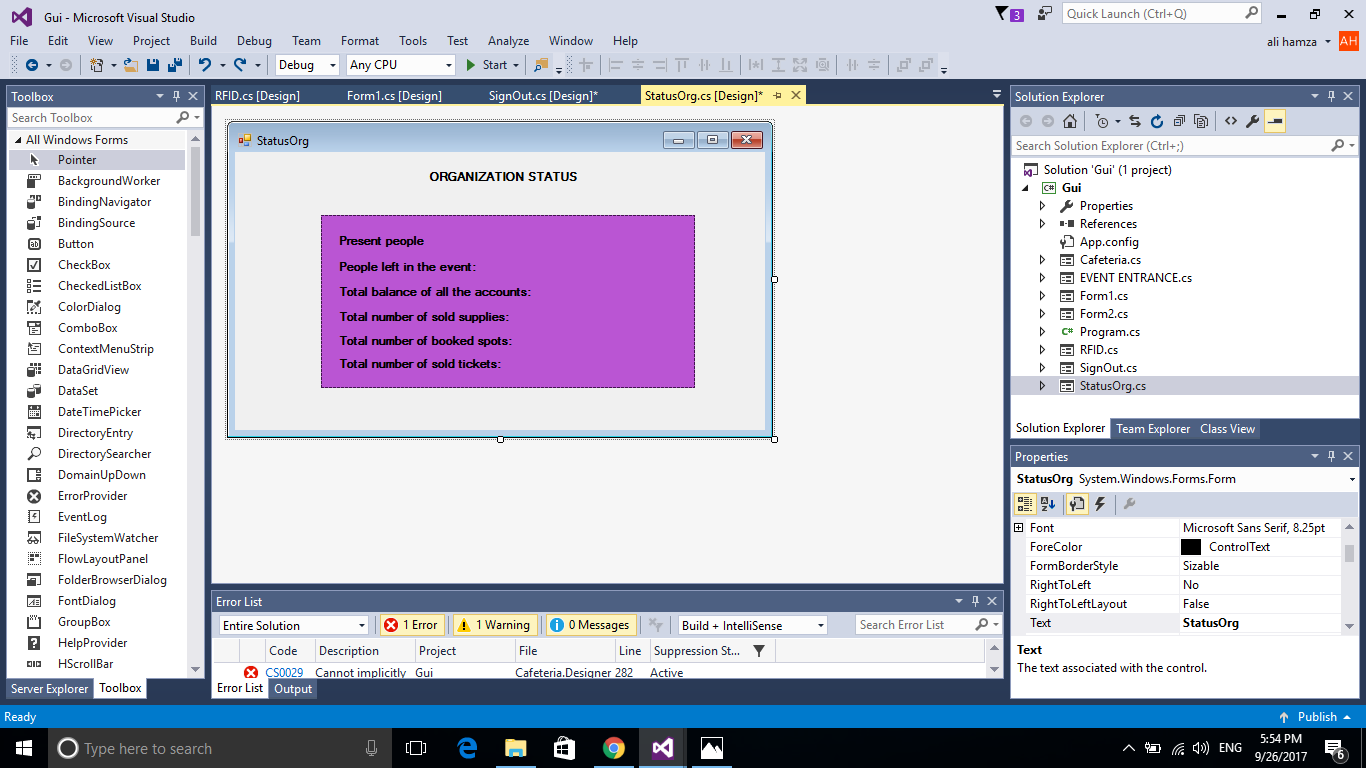 Gui - Microsoft Visual Studio
3
Quick Launch (Ctrl+Q)
File Edit View Project Build Debug Team Format Tools Test Analyze Window Help
ali hamza AH
Debug Any CPU Start
Toolbox
Search Toolbox
All Windows Forms
Pointer
BackgroundWorker
BindingNavigator
BindingSource
Button
CheckBox
CheckedListBox
ColorDialog
ComboBox
ContextMenuStrip
DataGridView
DataSet
DateTimePicker
DirectoryEntry
DirectorySearcher
DomainUpDown
ErrorProvider
EventLog
FileSystemWatcher
FlowLayoutPanel
FolderBrowserDialog
FontDialog
GroupBox
HelpProvider
HScrollBar
Server Explorer Toolbox
RFID.cs [Design] Form1.cs [Design] SignOut.cs [Design]* StatusOrg.cs [Design]*
StatusOrg
ORGANIZATION STATUS
Present people
People left in the event:
Total balance of all the accounts:
Total number of sold supplies:
Total number of booked spots:
Total number of sold tickets:
Error List
Entire Solution 1 Error 1 Warning 0 Messages Build + IntelliSense Search Error List
Code Description Project File Line Suppression St...
CS0029 Cannot implicitly Gui Cafeteria.Designer 282 Active
Error List Output
Solution Explorer
Search Solution Explorer (Ctrl+;)
Solution 'Gui' (1 project)
C# Gui
Properties
References
App.config
Cafeteria.cs
EVENT ENTRANCE.cs
Form1.cs
Form2.cs
C# Program.cs
RFID.cs
SignOut.cs
StatusOrg.cs
Solution Explorer Team Explorer Class View
Properties
StatusOrg System.Windows.Forms.Form
Font Microsoft Sans Serif, 8.25pt
ForeColor ControlText
FormBorderStyle Sizable
RightToLeft No
RightToLeftLayout False
Text StatusOrg
Text
The text associated with the control.
Ready
Publish
Type here to search
ENG
5:54 PM
9/26/2017
6